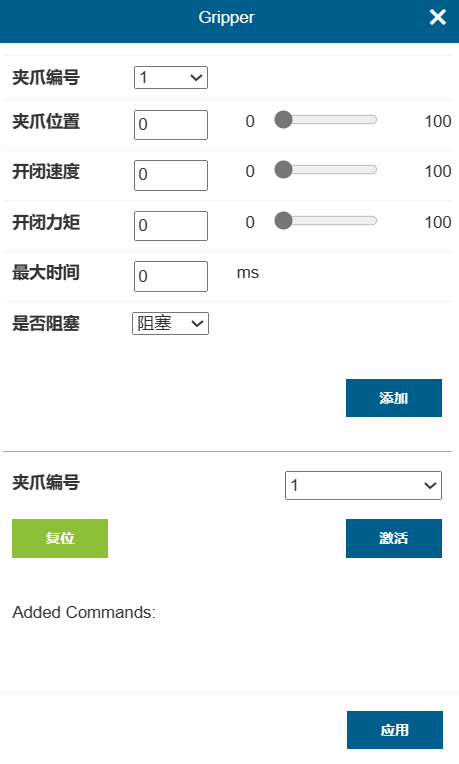 Gripper
夹爪编号 1
夹爪位置 0 0 100
开闭速度 0 0 100
开闭力矩 0 0 100
最大时间 0 ms
是否阻塞 阻塞
添加
夹爪编号 1
复位 激活
Added Commands:
应用